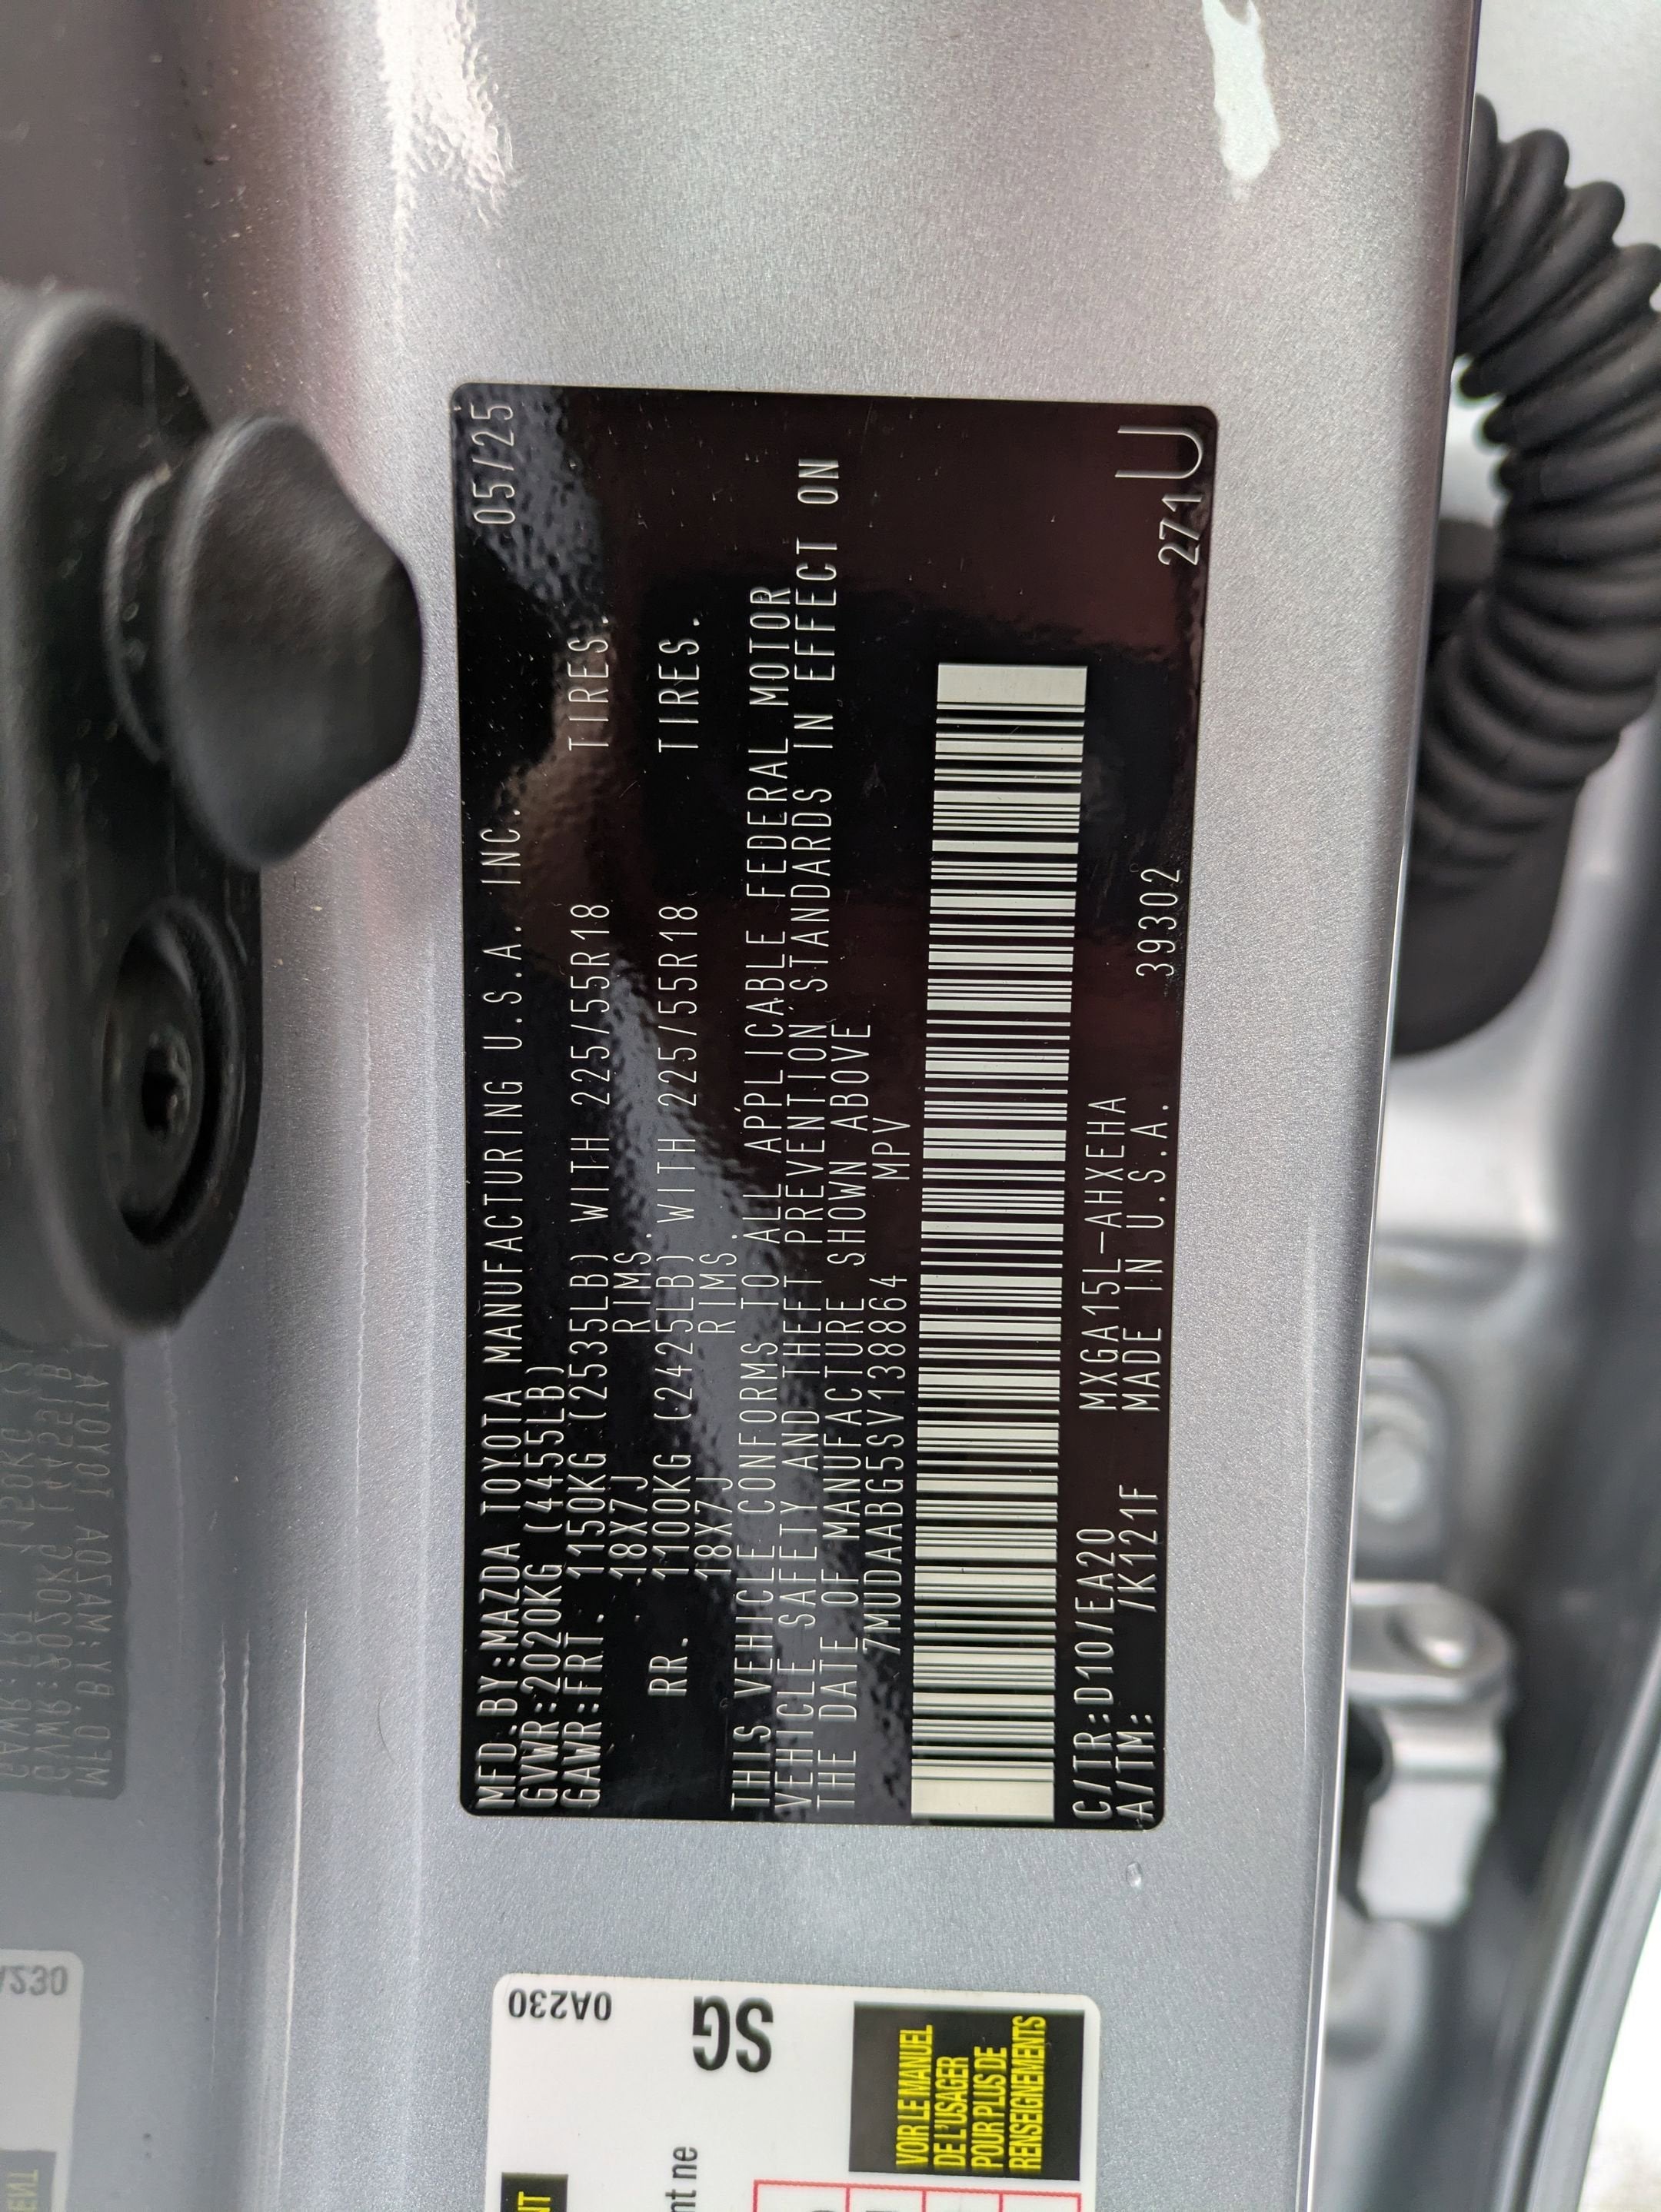 MFD.BY:MAZDA TOYOTA MANUFACTURING U.S.A.INC. 05/25
GVWR:2020KG(4455LB)
GAWR:FRT. 1150KG(2535LB) WITH 225/55R18 TIRES.
18X7J RIMS.
RR. 1100KG(2425LB) WITH 225/55R18 TIRES.
18X7J RIMS.
THIS VEHICLE CONFORMS TO ALL APPLICABLE FEDERAL MOTOR
VEHICLE SAFETY AND THEFT PREVENTION STANDARDS IN EFFECT ON
THE DATE OF MANUFACTURE SHOWN ABOVE
7MUDAABG5SV138864 MPV
C/TR:D10/EA20 MXGA15L-AHXEHA
A/TM: /K121F MADE IN U.S.A. 39302 271U
0A230
SG
VOIR LE MANUEL
DE L'USAGER
POUR PLUS DE
RENSEIGNEMENTS
ne